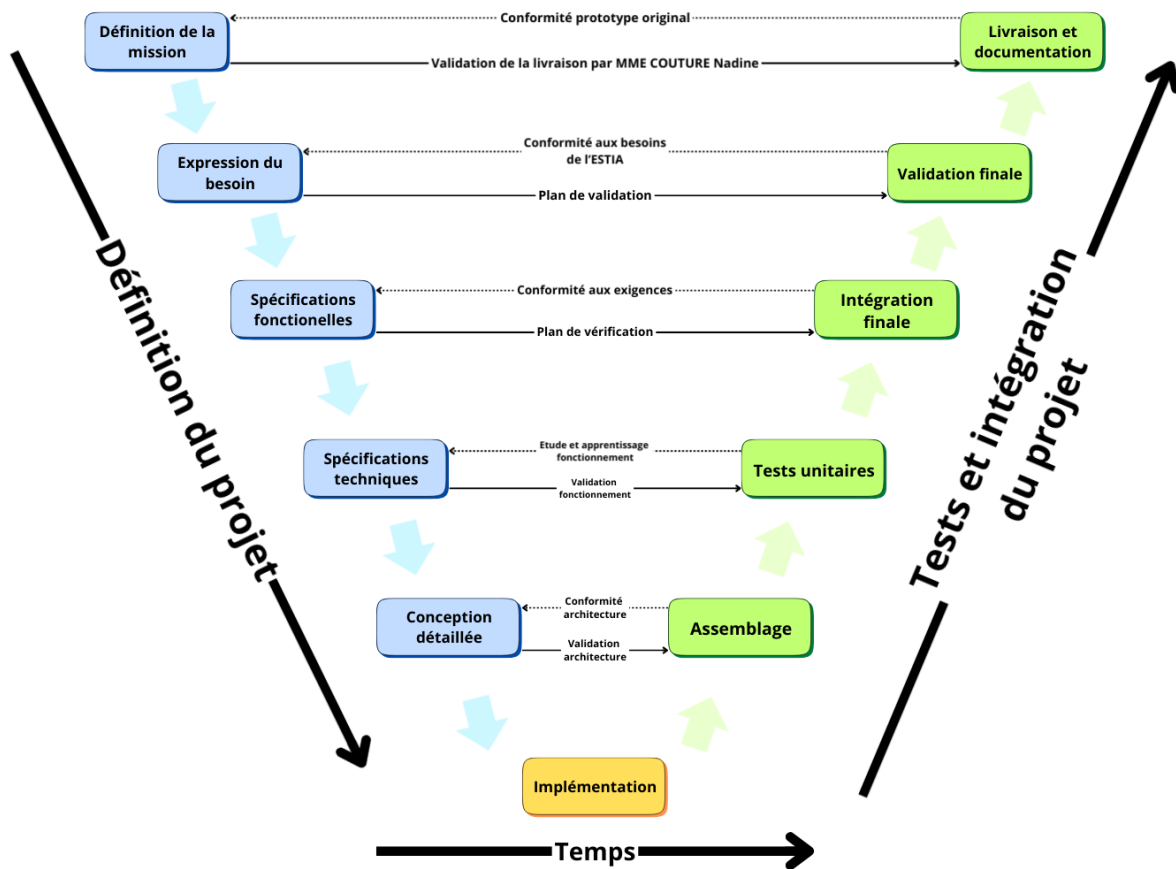 Conformité prototype original
Définition de la
mission
Livraison et
documentation
Validation de la livraison par MME COUTURE Nadine
Conformité aux besoins
de l'ESTIA
Expression du
besoin
Validation finale
Plan de validation
Définition du projet
Tests et intégration
du projet
Conformité aux exigences
Spécifications
fonctionelles
Intégration
finale
Plan de vérification
Etude et apprentissage
fonctionnement
Spécifications
techniques
Tests unitaires
Validation
fonctionnement
Conformité
architecture
Conception
détaillée
Assemblage
Validation
architecture
Implémentation
Temps